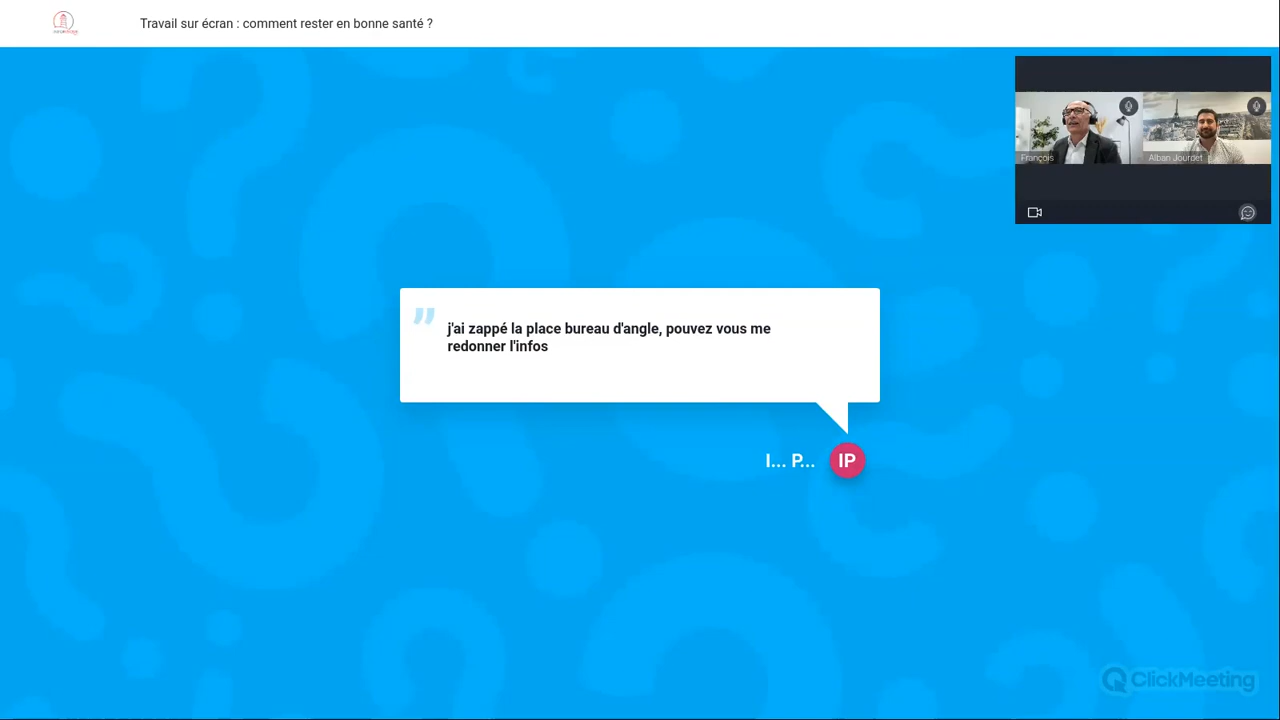 Travail sur écran : comment rester en bonne santé ?
François
Alban Jourdet
j'ai zappé la place bureau d'angle, pouvez vous me
redonner l'infos
I... P...
IP
ClickMeeting